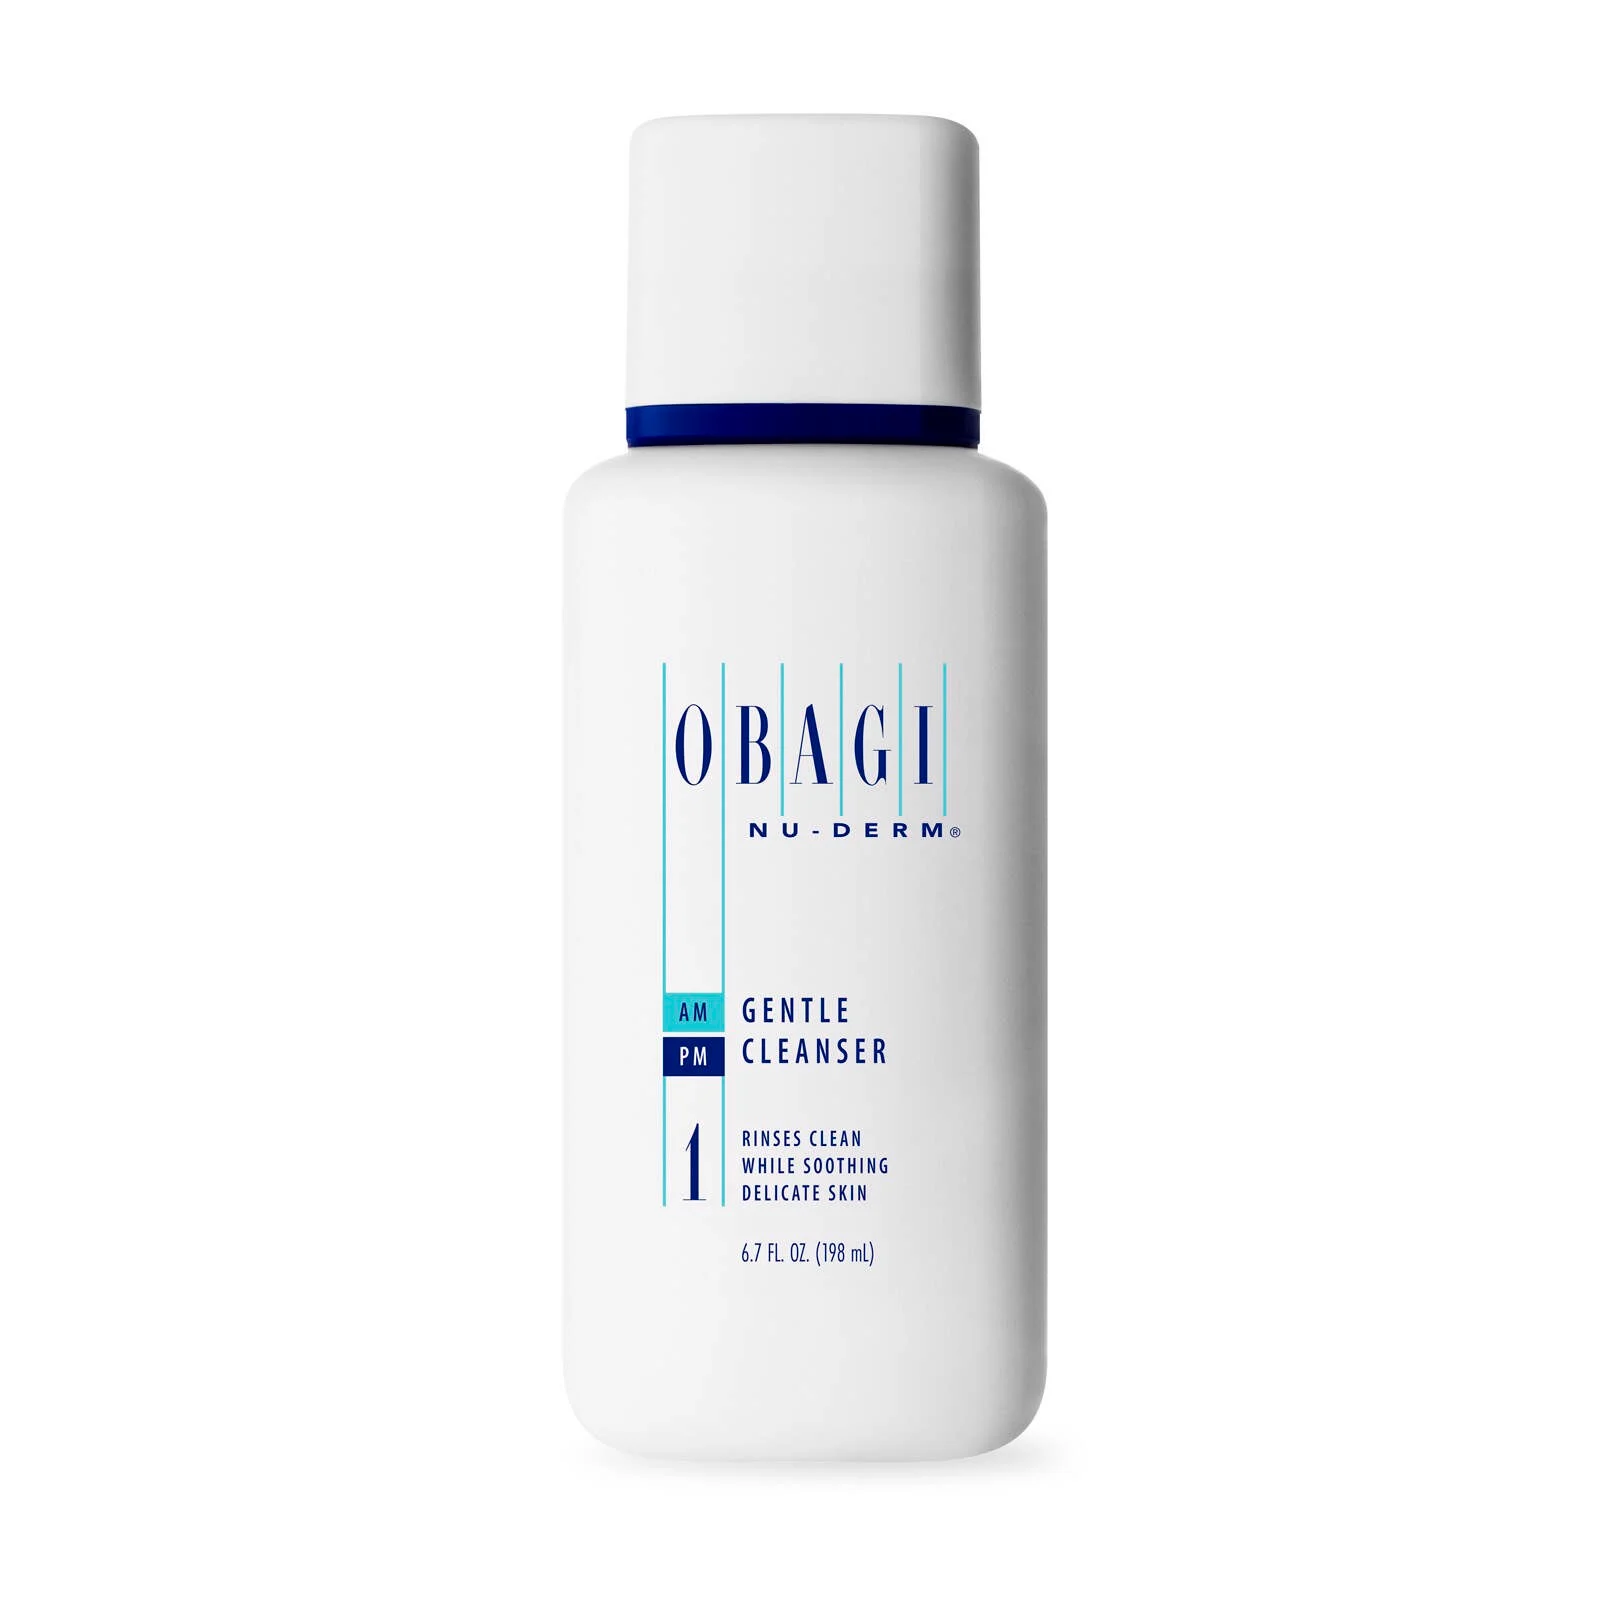 OBAGI
NU-DERM®
AM GENTLE
PM CLEANSER
1
RINSES CLEAN
WHILE SOOTHING
DELICATE SKIN
6.7 FL. OZ. (198 mL)